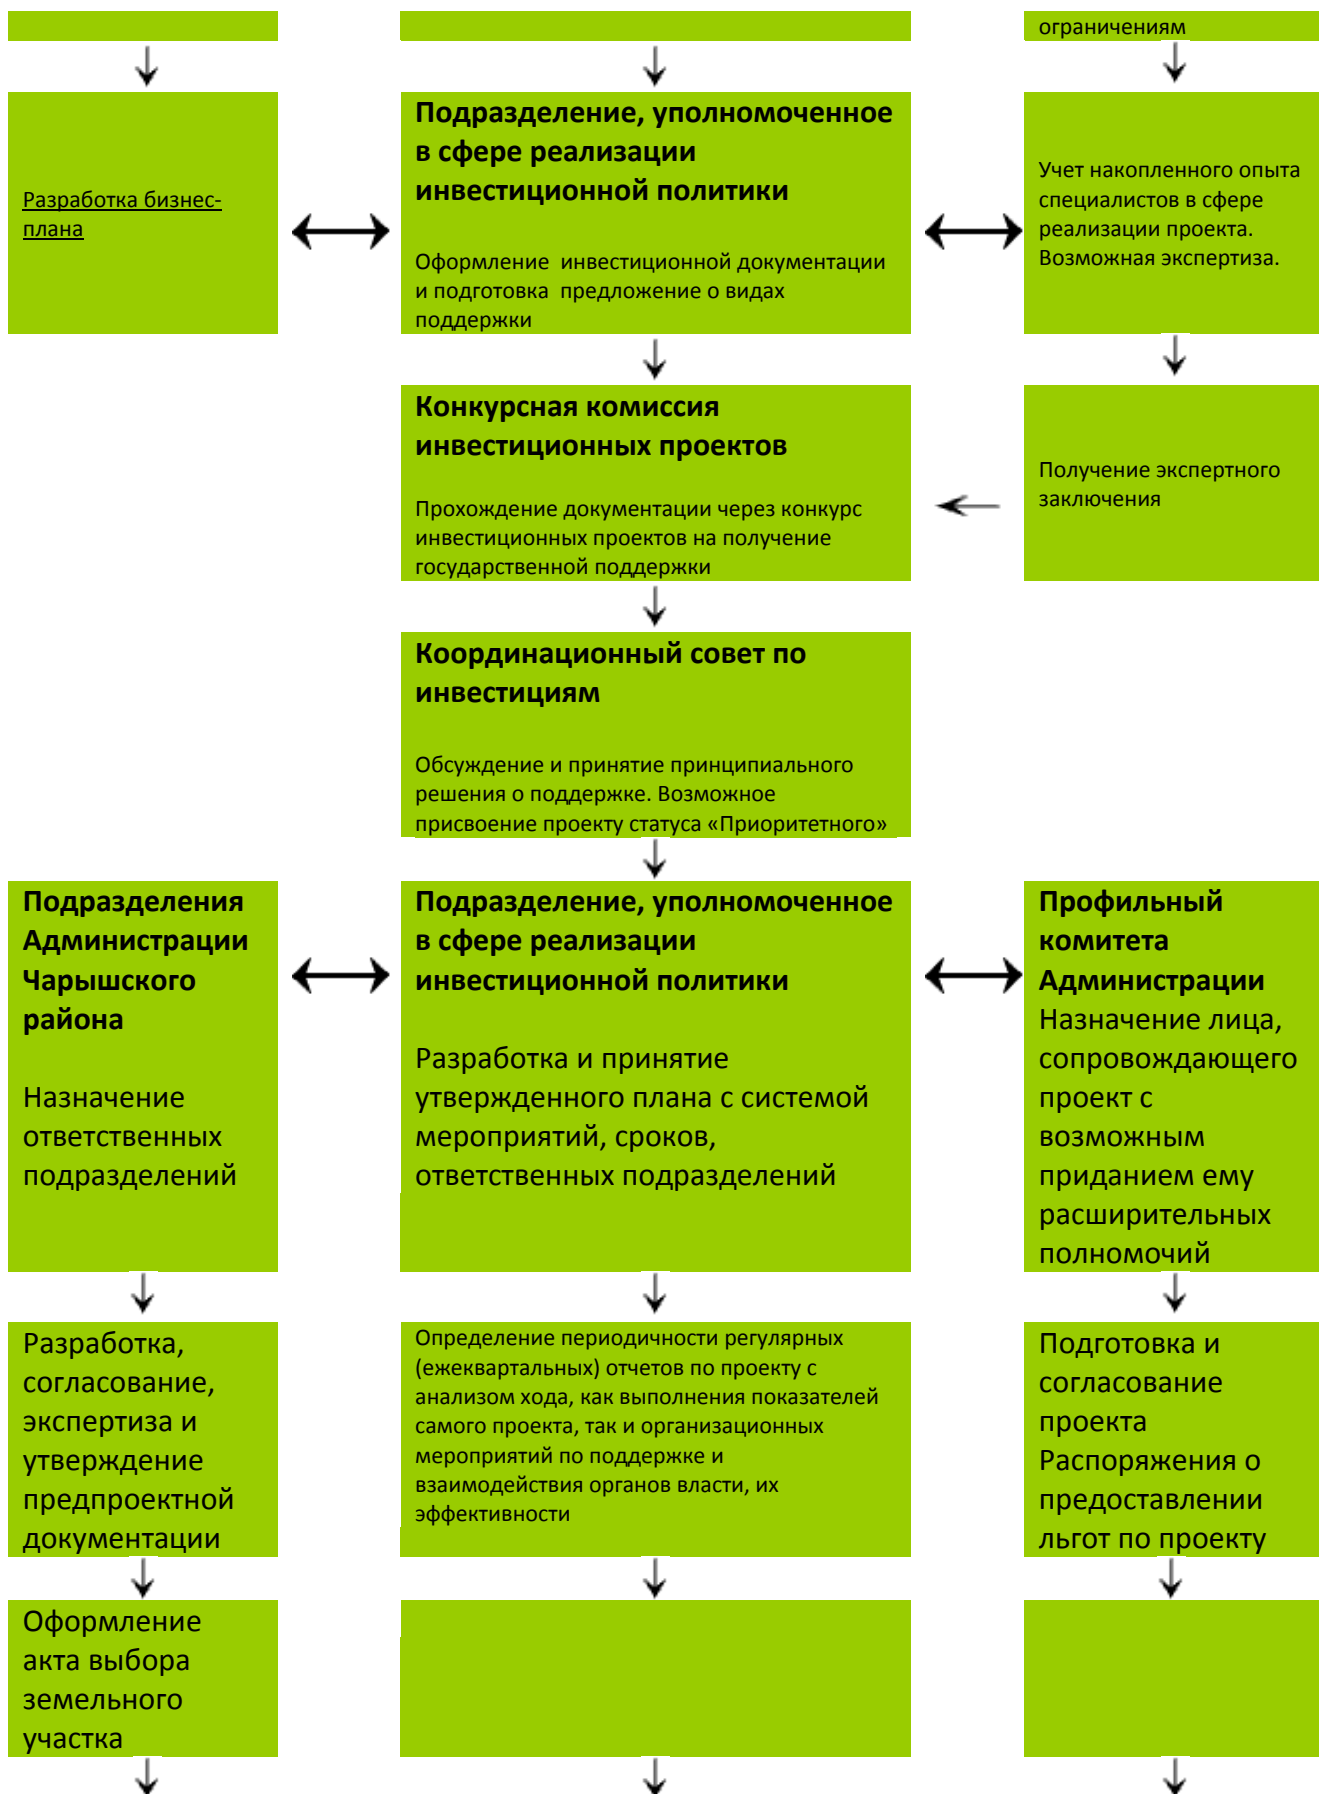 ограничениям
Разработка бизнес-
плана
Подразделение, уполномоченное
в сфере реализации
инвестиционной политики
Оформление инвестиционной документации
и подготовка предложение о видах
поддержки
Учет накопленного опыта
специалистов в сфере
реализации проекта.
Возможная экспертиза.
Конкурсная комиссия
инвестиционных проектов
Прохождение документации через конкурс
инвестиционных проектов на получение
государственной поддержки
Получение экспертного
заключения
Координационный совет по
инвестициям
Обсуждение и принятие принципиального
решения о поддержке. Возможное
присвоение проекту статуса «Приоритетного»
Подразделения
Администрации
Чарышского
района
Назначение
ответственных
подразделений
Подразделение, уполномоченное
в сфере реализации
инвестиционной политики
Разработка и принятие
утвержденного плана с системой
мероприятий, сроков,
ответственных подразделений
Профильный
комитета
Администрации
Назначение лица,
сопровождающего
проект с
возможным
приданием ему
расширительных
полномочий
Разработка,
согласование,
экспертиза и
утверждение
предпроектной
документации
Определение периодичности регулярных
(ежеквартальных) отчетов по проекту с
анализом хода, как выполнения показателей
самого проекта, так и организационных
мероприятий по поддержке и
взаимодействия органов власти, их
эффективности
Подготовка и
согласование
проекта
Распоряжения о
предоставлении
льгот по проекту
Оформление
акта выбора
земельного
участка